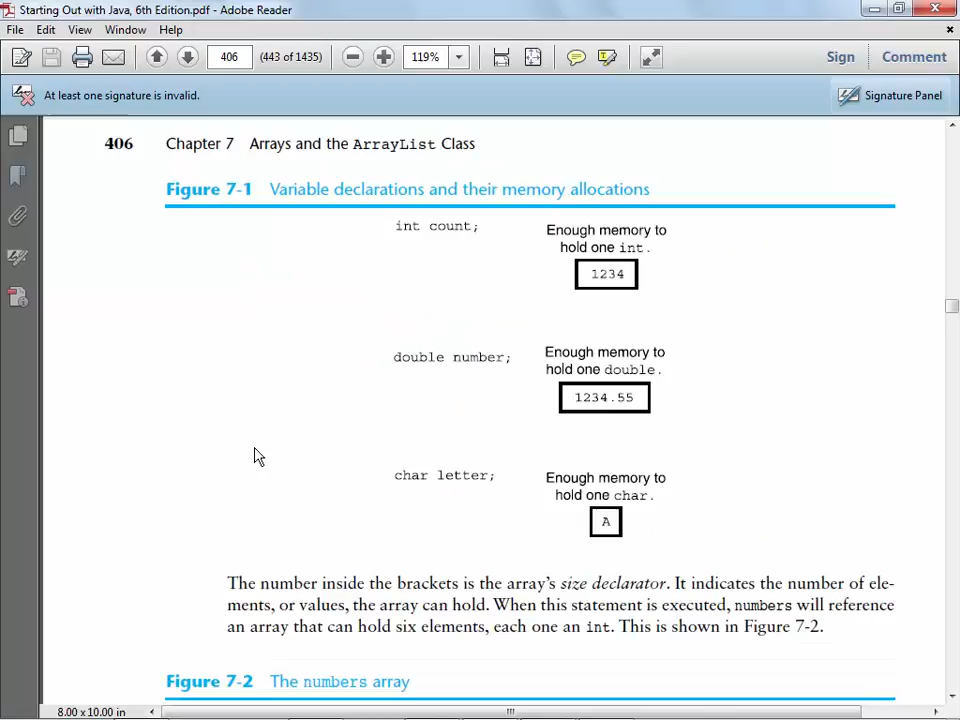 Starting Out with Java, 6th Edition.pdf - Adobe Reader
File Edit View Window Help
406 (443 of 1435) 119% Sign Comment
At least one signature is invalid. Signature Panel
406 Chapter 7 Arrays and the ArrayList Class
Figure 7-1 Variable declarations and their memory allocations
int count;
Enough memory to
hold one int.
1234
double number;
Enough memory to
hold one double.
1234.55
char letter;
Enough memory to
hold one char.
A
The number inside the brackets is the array's size declarator. It indicates the number of ele-
ments, or values, the array can hold. When this statement is executed, numbers will reference
an array that can hold six elements, each one an int. This is shown in Figure 7-2.
Figure 7-2 The numbers array
8.00 x 10.00 in